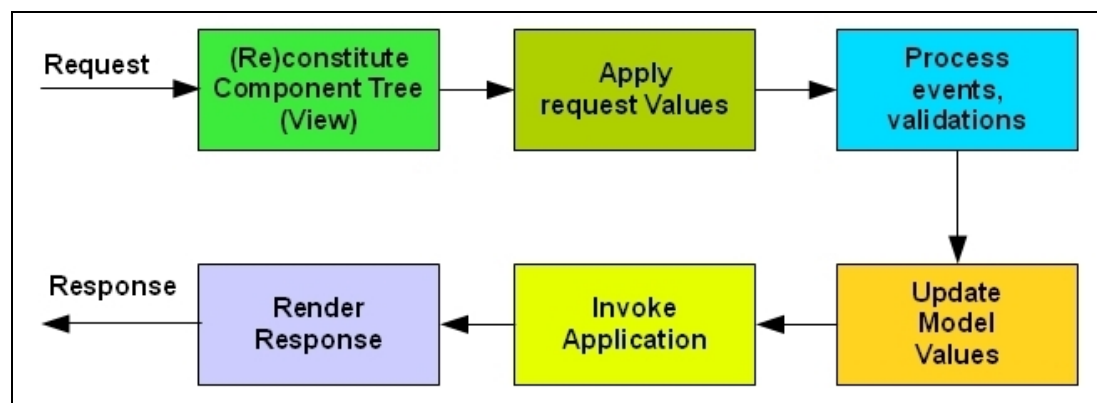 Request
(Re)constitute
Component Tree
(View)
Apply
request Values
Process
events,
validations
Response
Render
Response
Invoke
Application
Update
Model
Values